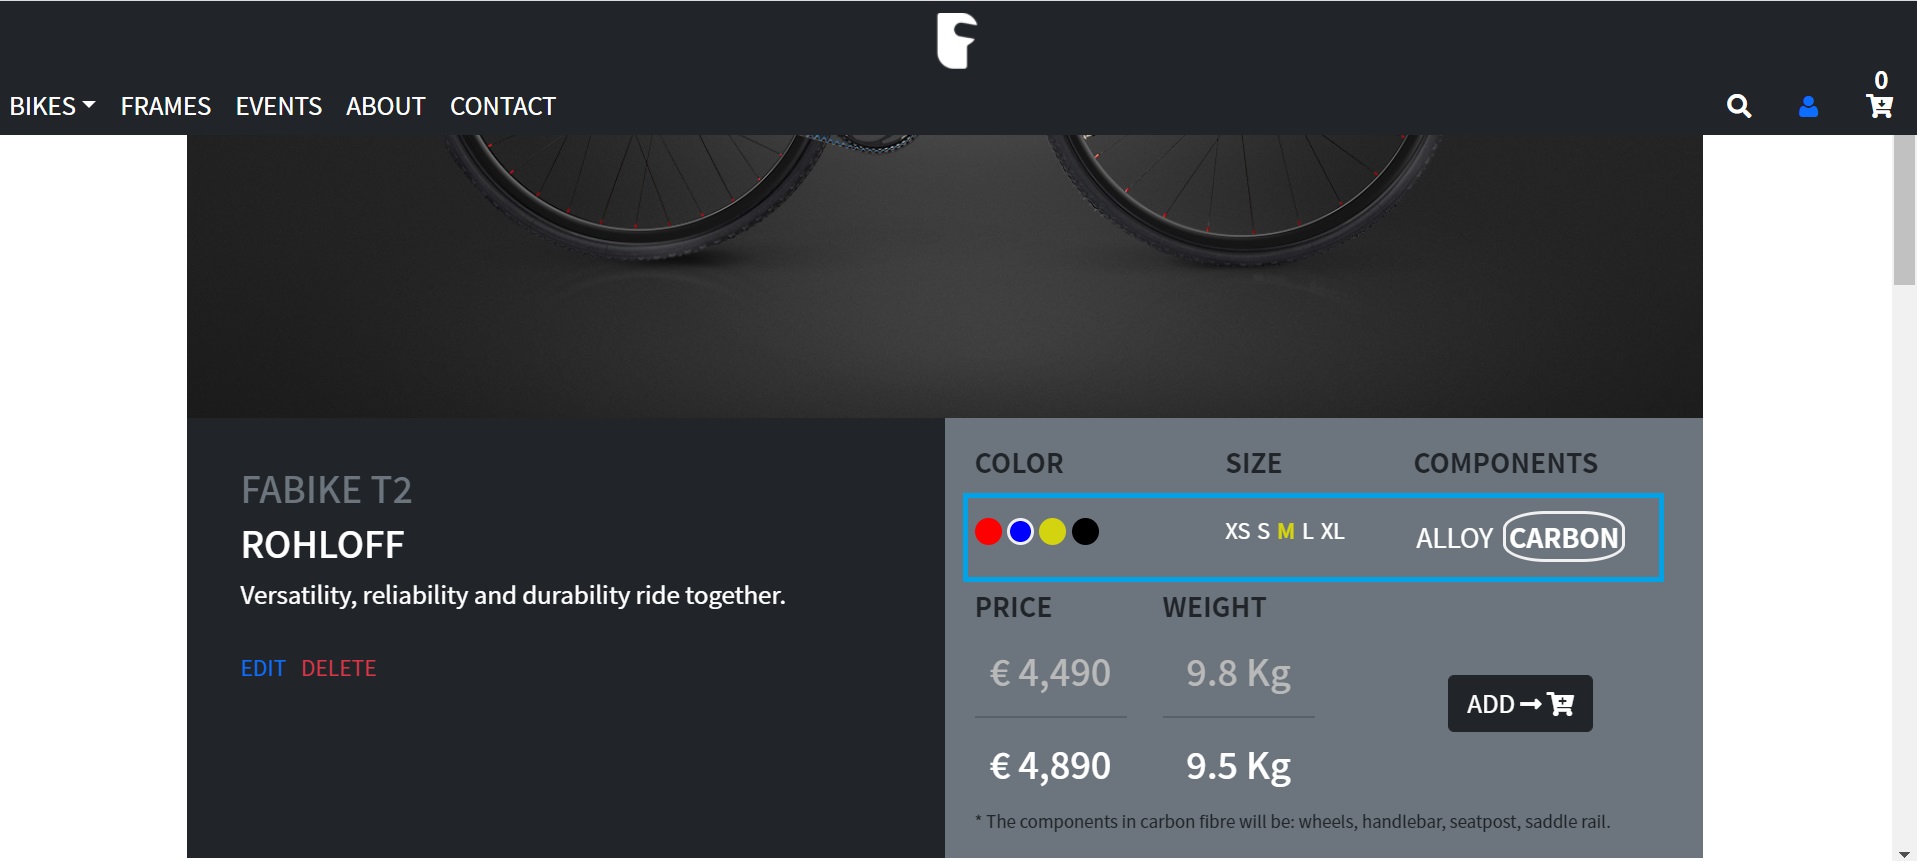 0
BIKES FRAMES EVENTS ABOUT CONTACT
FABIKE T2
ROHLOFF
Versatility, reliability and durability ride together.
EDIT DELETE
COLOR SIZE COMPONENTS
XS S M L XL ALLOY CARBON
PRICE WEIGHT
€ 4,490 9.8 Kg
ADD
€ 4,890 9.5 Kg
* The components in carbon fibre will be: wheels, handlebar, seatpost, saddle rail.